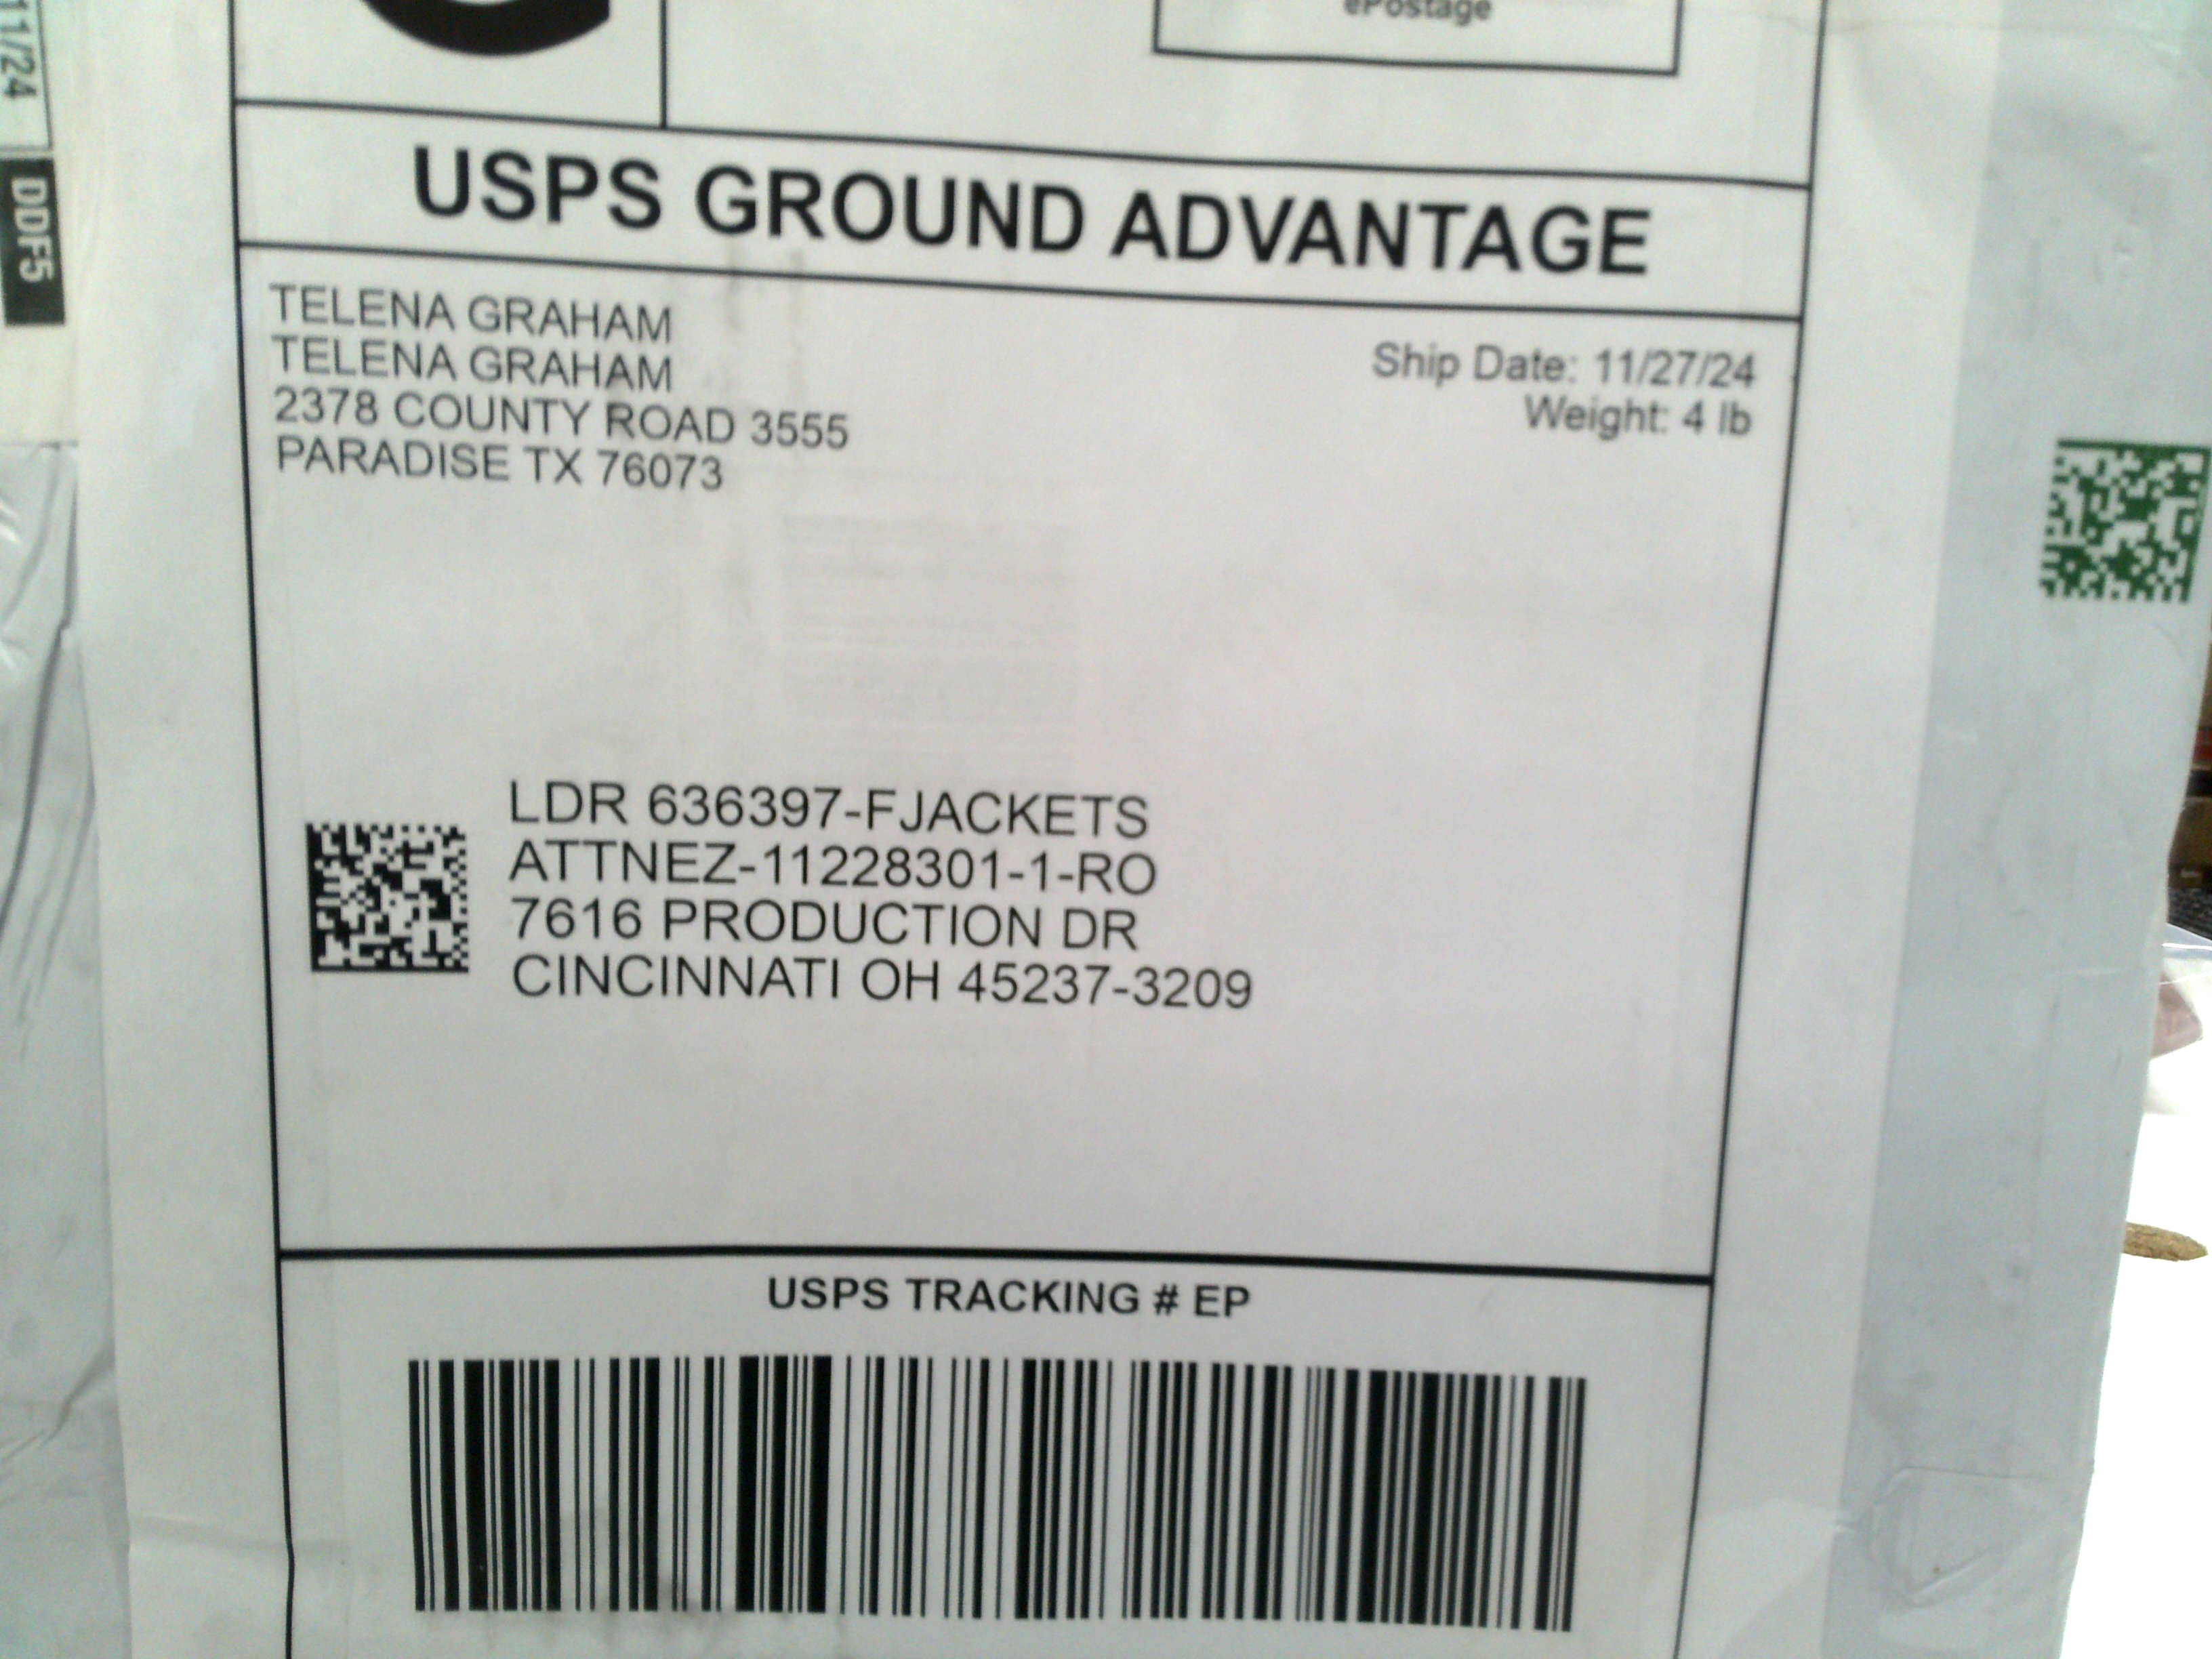 11/24
DDF5
ePostage
USPS GROUND ADVANTAGE
TELENA GRAHAM
TELENA GRAHAM
2378 COUNTY ROAD 3555
PARADISE TX 76073
Ship Date: 11/27/24
Weight: 4 lb
LDR 636397-FJACKETS
ATTNEZ-11228301-1-RO
7616 PRODUCTION DR
CINCINNATI OH 45237-3209
USPS TRACKING # EP